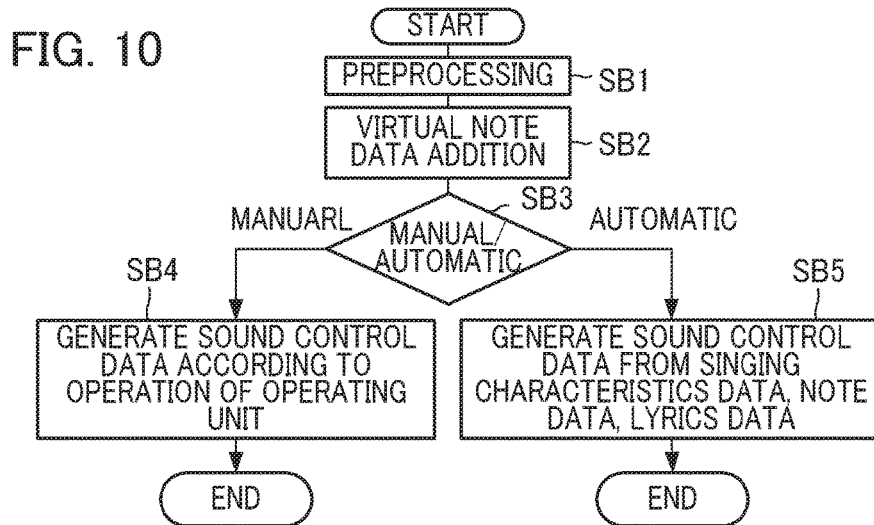 FIG. 10
START
PREPROCESSING
SB1
VIRTUAL NOTE
DATA ADDITION
SB2
SB3
MANUARL
MANUAL
AUTOMATIC
AUTOMATIC
SB4
GENERATE SOUND CONTROL
DATA ACCORDING TO
OPERATION OF OPERATING
UNIT
SB5
GENERATE SOUND CONTROL
DATA FROM SINGING
CHARACTERISTICS DATA, NOTE
DATA, LYRICS DATA
END
END